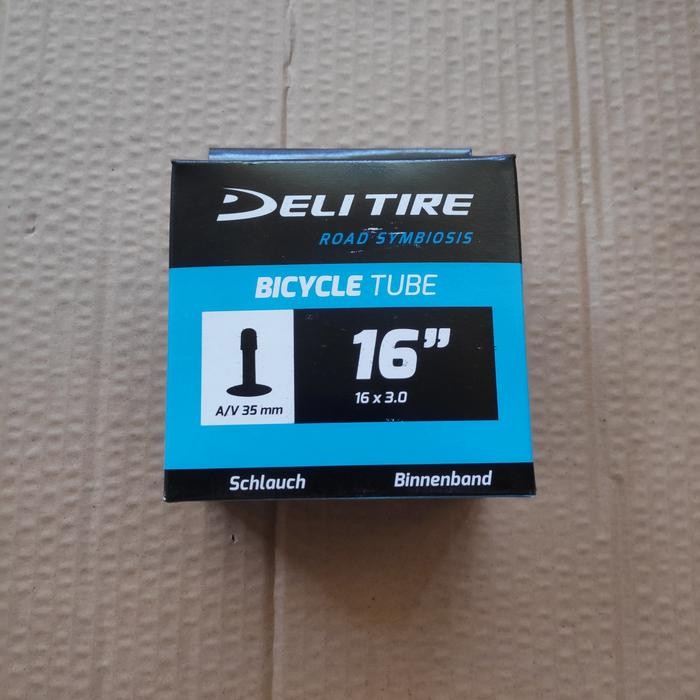 DELI TIRE
ROAD SYMBIOSIS
BICYCLE TUBE
16”
16 x 3.0
A/V 35 mm
Schlauch Binnenband